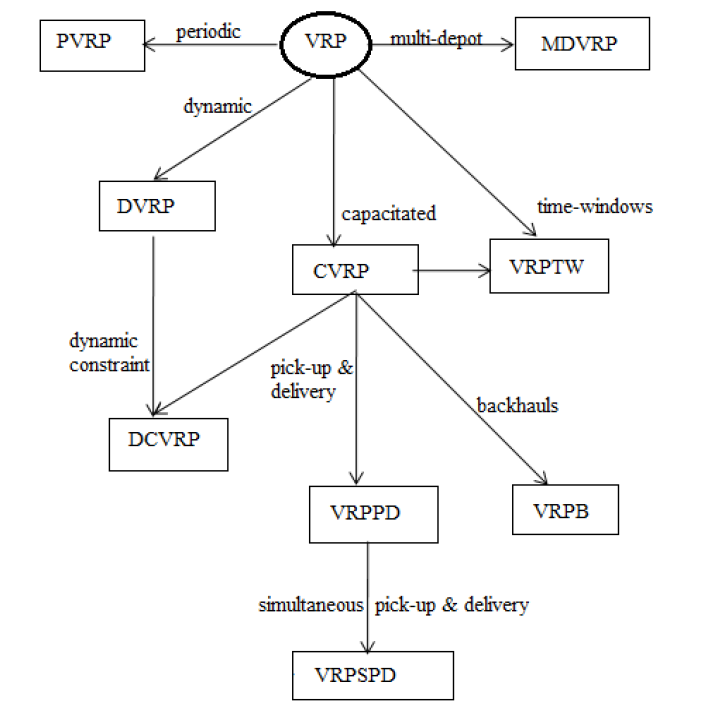 PVRP
periodic
VRP
multi-depot
MDVRP
dynamic
DVRP
capacitated
time-windows
CVRP
VRPTW
dynamic
constraint
pick-up &
delivery
backhauls
DCVRP
VRPPD
VRPB
simultaneous pick-up & delivery
VRPSPD